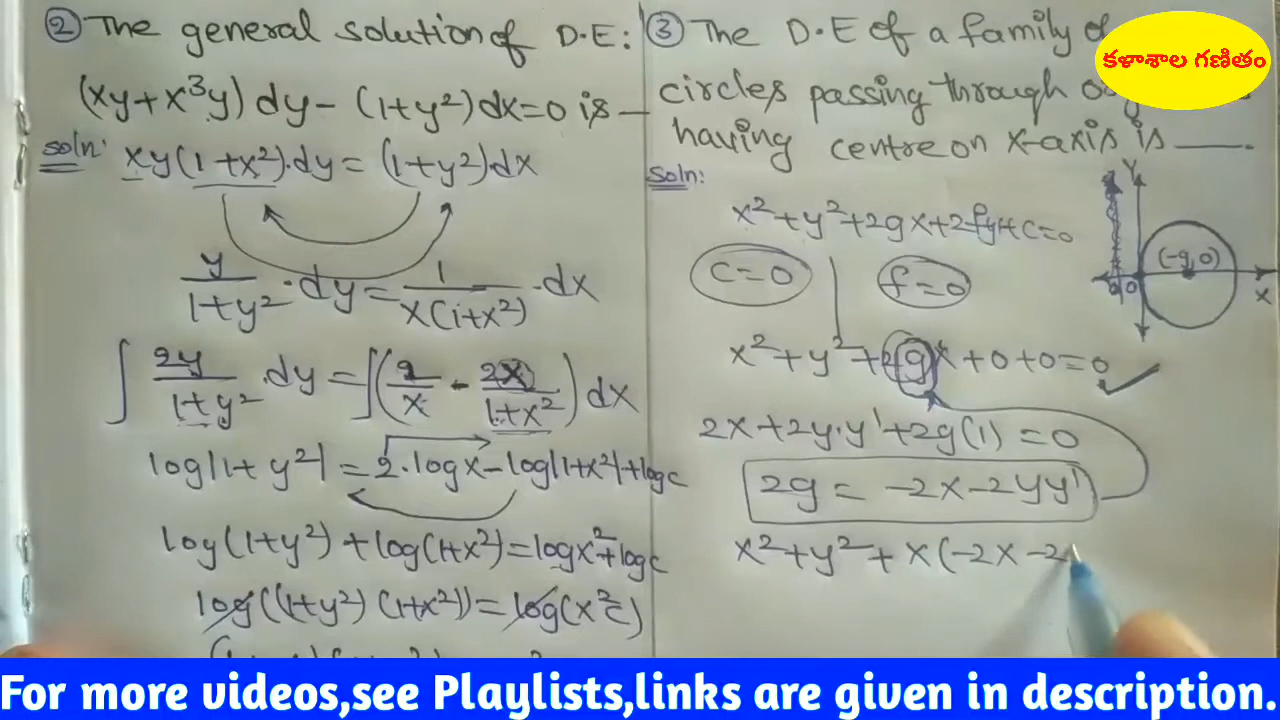 ② The general solution of D.E:
(xy+x³y) dy - (1+y²) dx=0 is —
soln:
xy(1+x²).dy = (1+y²).dx
y/1+y² . dy = 1/x(1+x²) .dx
∫ 2y/1+y² .dy = ∫(2/x - 2x/1+x²) dx
log|1+y²| = 2.logx - log|1+x²| + logc
log(1+y²) + log(1+x²) = logx² + logc
log((1+y²)(1+x²)) = log(x²c)
③ The D.E of a family of
circles passing through
having centre on x-axis is —.
Soln:
x²+y²+2gx+2fy+c=0
c=0 f=0
x²+y²+2gx+0+0=0
2x+2y.y'+2g(1)=0
2g = -2x-2yy'
x²+y²+x(-2x-2
Y
(-g,0)
0
X
కళాశాల గణితం
For more videos,see Playlists,links are given in description.